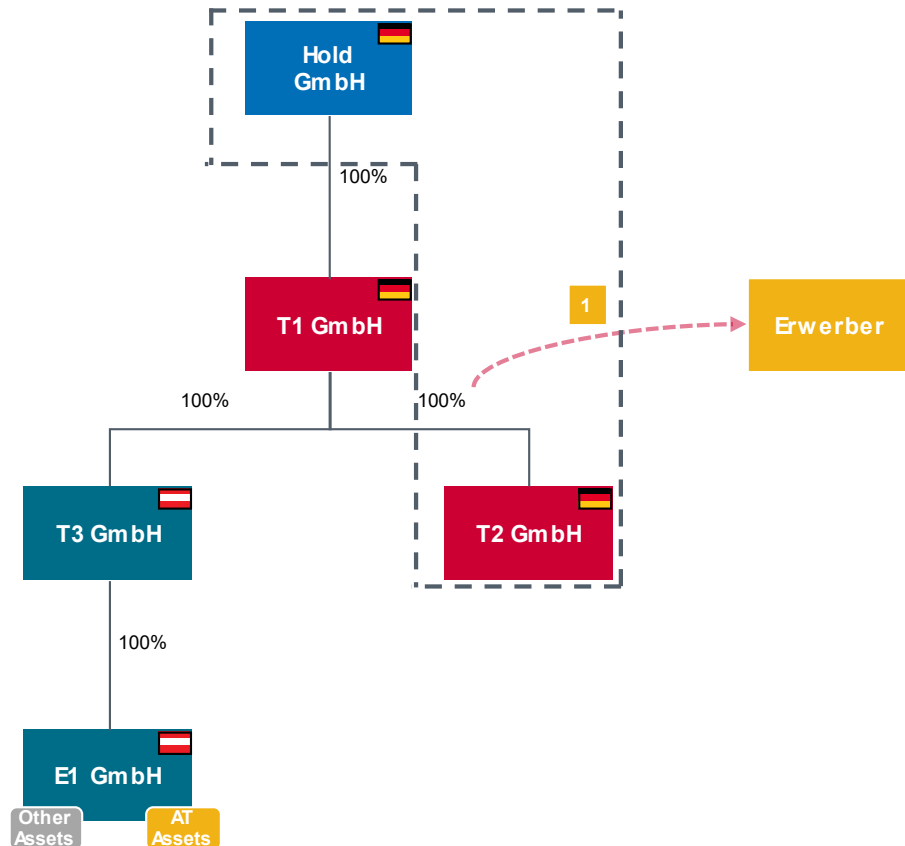 Hold
GmbH
100%
T1 GmbH
1
Erwerber
100%
100%
T3 GmbH
T2 GmbH
100%
E1 GmbH
Other
Assets
AT
Assets